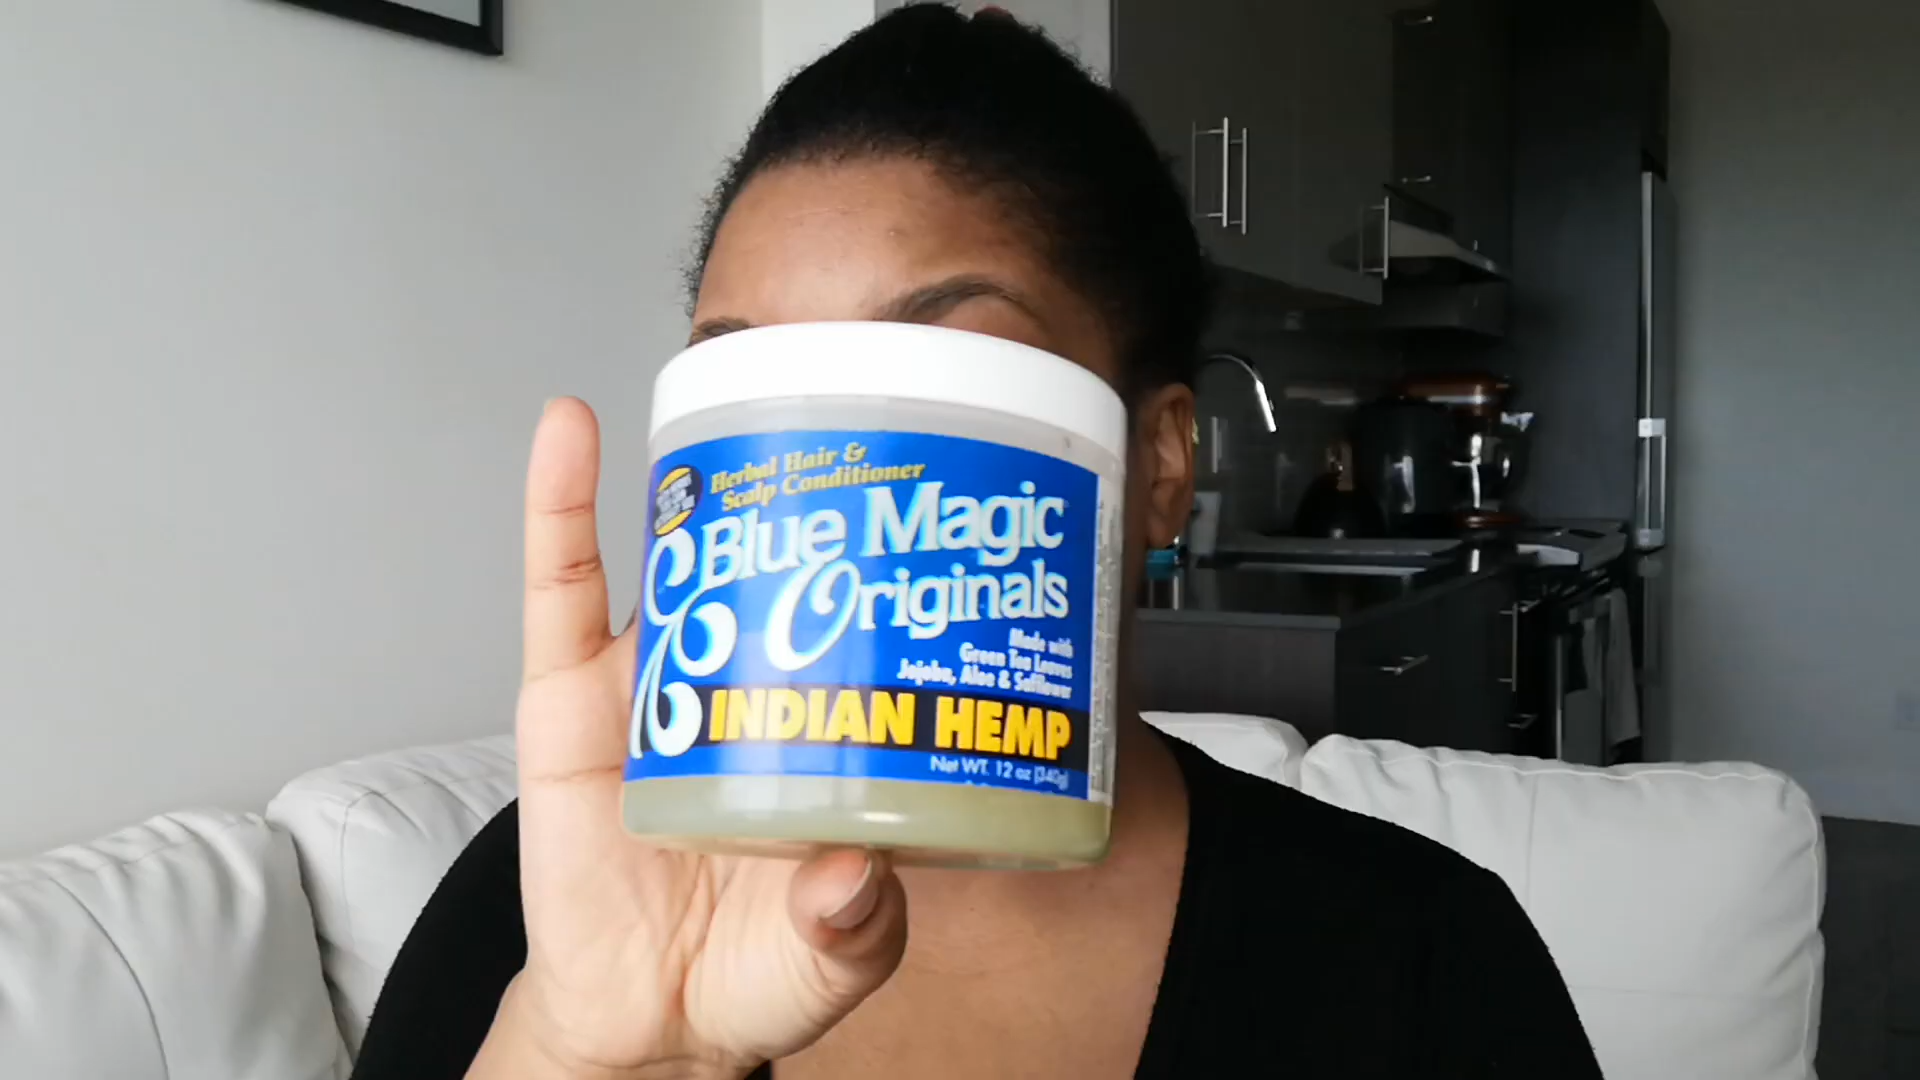 Herbal Hair &
Scalp Conditioner
Blue Magic
Originals
Made with
Green Tea Leaves
Jojoba, Aloe & Safflower
INDIAN HEMP
Net WT. 12 oz (340g)